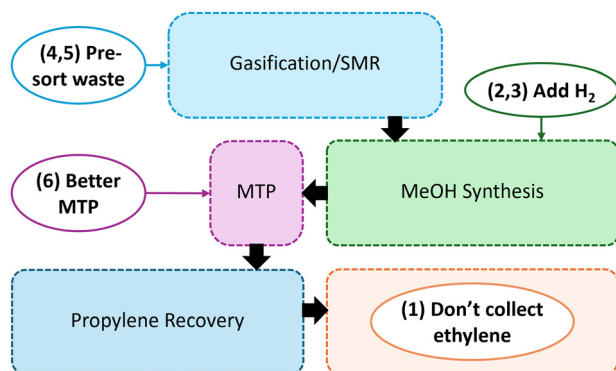 (4,5) Pre-
sort waste
Gasification/SMR
(2,3) Add H₂
(6) Better
MTP
MTP
MeOH Synthesis
Propylene Recovery
(1) Don't collect
ethylene